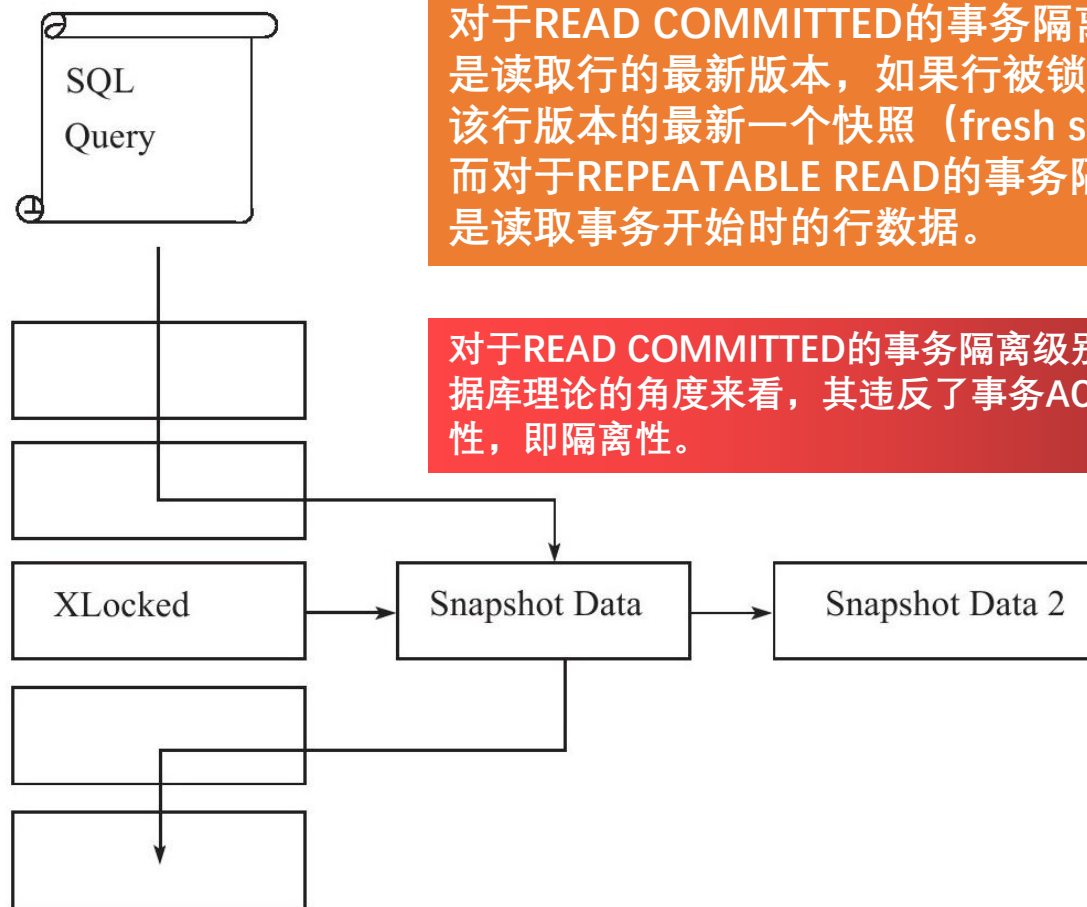 SQL
Query
对于READ COMMITTED的事务隔
是读取行的最新版本，如果行被锁
该行版本的最新一个快照（fresh s
而对于REPEATABLE READ的事务
是读取事务开始时的行数据。
对于READ COMMITTED的事务隔离级
据库理论的角度来看，其违反了事务AC
性，即隔离性。
XLocked
Snapshot Data
Snapshot Data 2